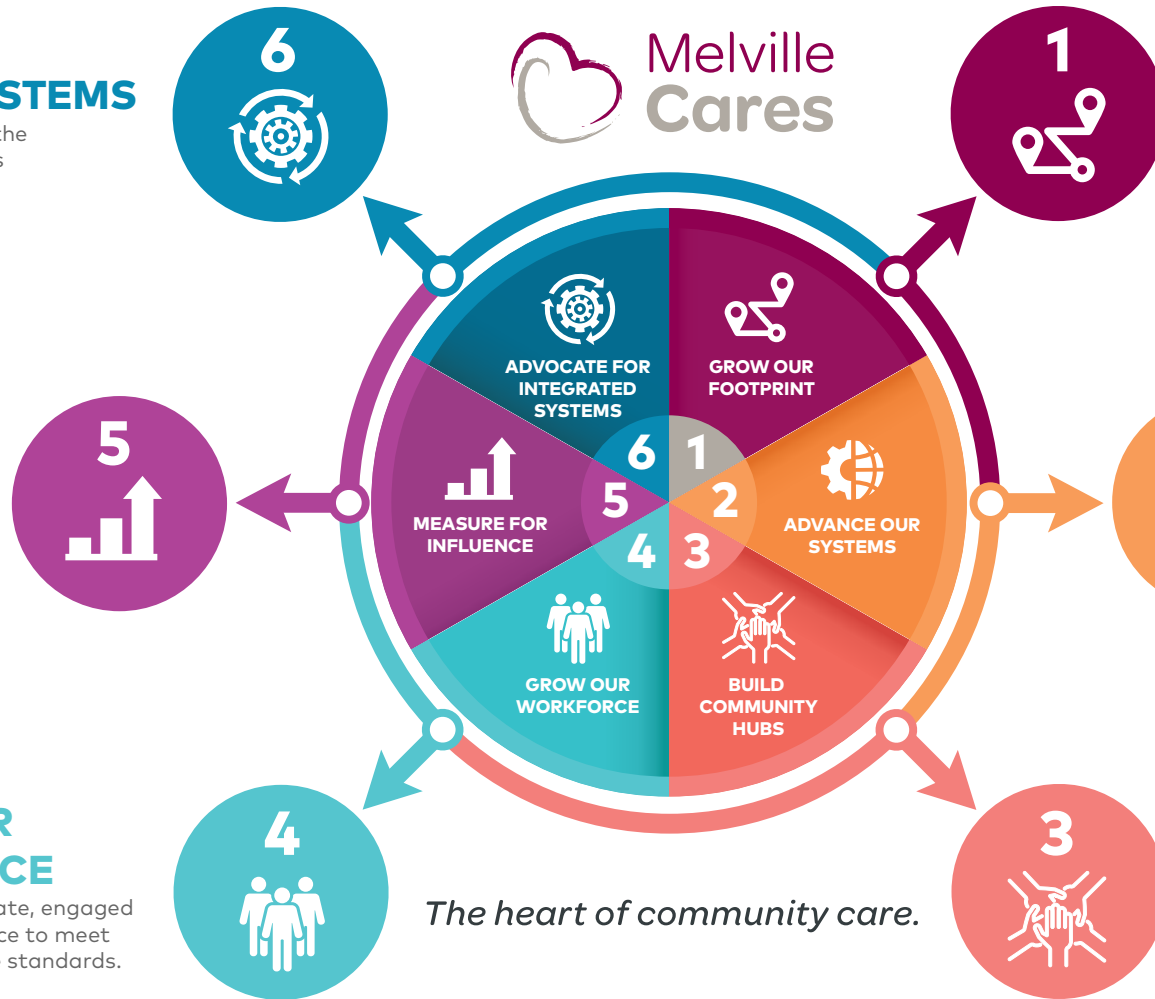 Melville
Cares
6
1
STEMS
the
s
ADVOCATE FOR
INTEGRATED
SYSTEMS
GROW OUR
FOOTPRINT
6
1
5
2
4
3
5
MEASURE FOR
INFLUENCE
ADVANCE OUR
SYSTEMS
GROW OUR
WORKFORCE
BUILD
COMMUNITY
HUBS
R
CE
ate, engaged
ce to meet
standards.
4
The heart of community care.
3